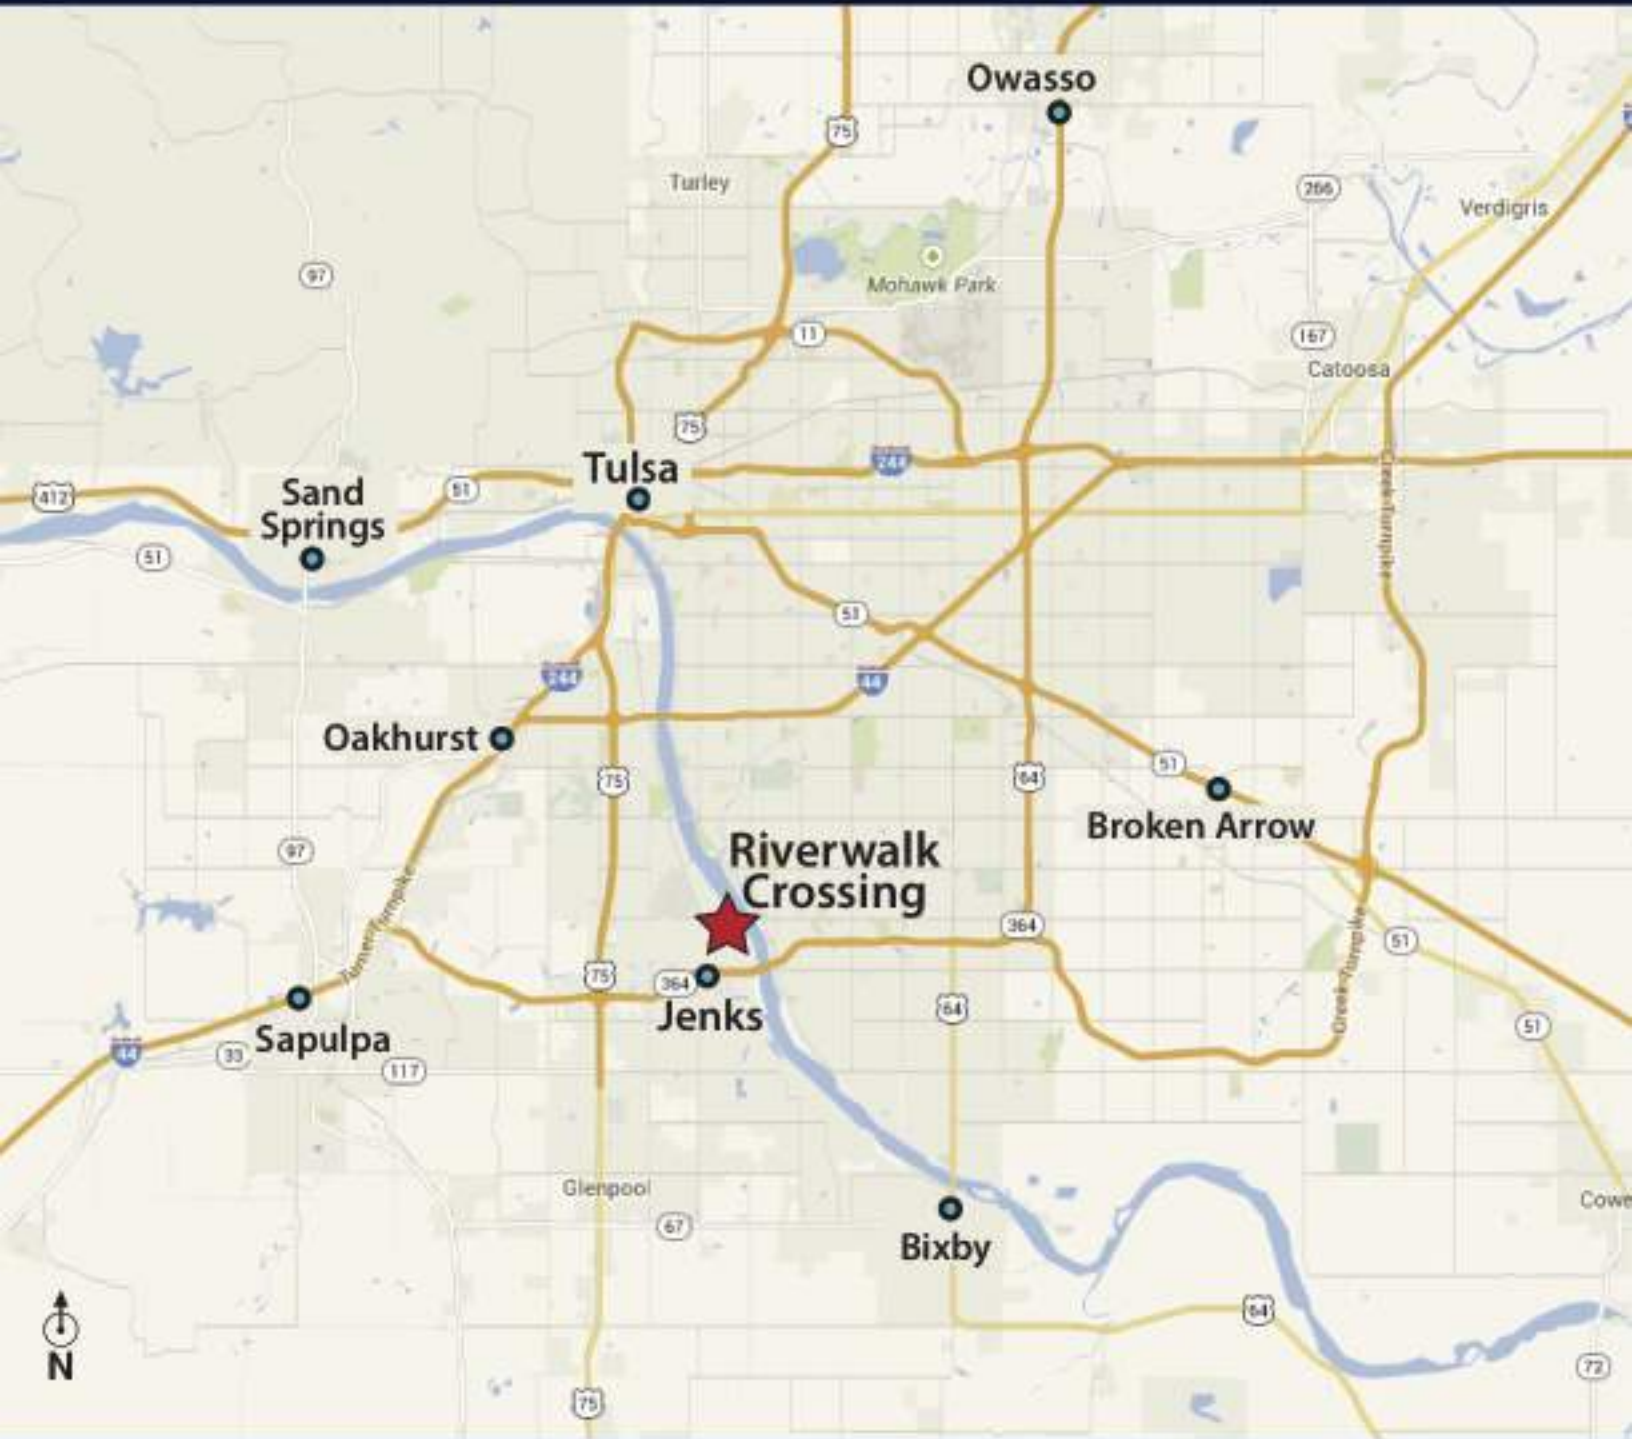 Owasso
75
Turley
266
Verdigris
97
Mohawk Park
11
167
Catoosa
75
Tulsa
244
412
Sand
Springs
51
51
Creek Turnpike
51
244
44
Oakhurst
75
64
51
Broken Arrow
97
Riverwalk
Crossing
Turner Turnpike
364
51
75
364
Jenks
64
Creek Turnpike
Sapulpa
44
33
117
51
Glenpool
67
Bixby
Cowe
64
N
72
75